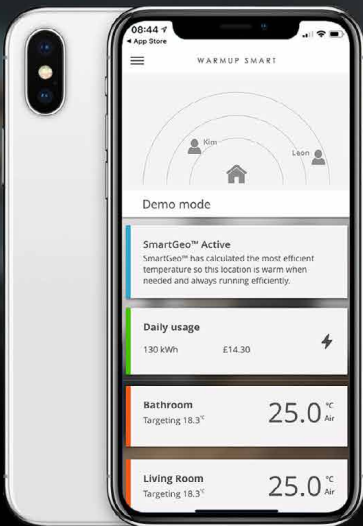 08:44
◂ App Store
WARMUP SMART
Kim
Leon
Demo mode
SmartGeo™ Active
SmartGeo™ has calculated the most efficient
temperature so this location is warm when
needed and always running efficiently.
Daily usage
130 kWh £14.30
Bathroom
Targeting 18.3°C
25.0 °C
Air
Living Room
Targeting 18.3°C
25.0 °C
Air